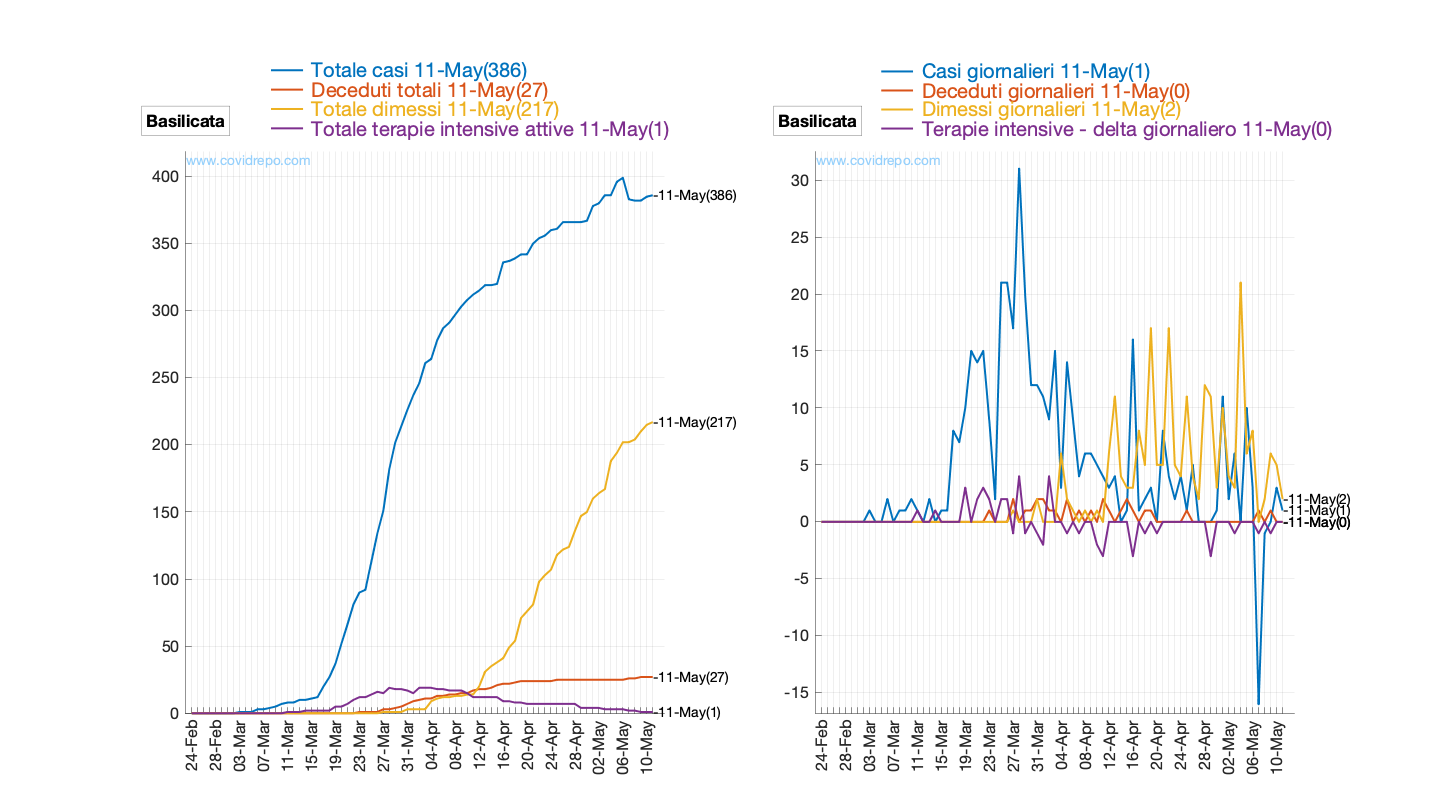 Totale casi 11-May(386)
Deceduti totali 11-May(27)
Totale dimessi 11-May(217)
Totale terapie intensive attive 11-May(1)
Basilicata
www.covidrepo.com
400
350
300
250
200
150
100
50
0
-11-May(386)
-11-May(217)
-11-May(27)
-11-May(1)
24-Feb
28-Feb
03-Mar
07-Mar
11-Mar
15-Mar
19-Mar
23-Mar
27-Mar
31-Mar
04-Apr
08-Apr
12-Apr
16-Apr
20-Apr
24-Apr
28-Apr
02-May
06-May
10-May
Casi giornalieri 11-May(1)
Deceduti giornalieri 11-May(0)
Dimessi giornalieri 11-May(2)
Terapie intensive - delta giornaliero 11-May(0)
Basilicata
www.covidrepo.com
30
25
20
15
10
5
0
-5
-10
-15
-11-May(2)
-11-May(1)
-11-May(0)
24-Feb
28-Feb
03-Mar
07-Mar
11-Mar
15-Mar
19-Mar
23-Mar
27-Mar
31-Mar
04-Apr
08-Apr
12-Apr
16-Apr
20-Apr
24-Apr
28-Apr
02-May
06-May
10-May